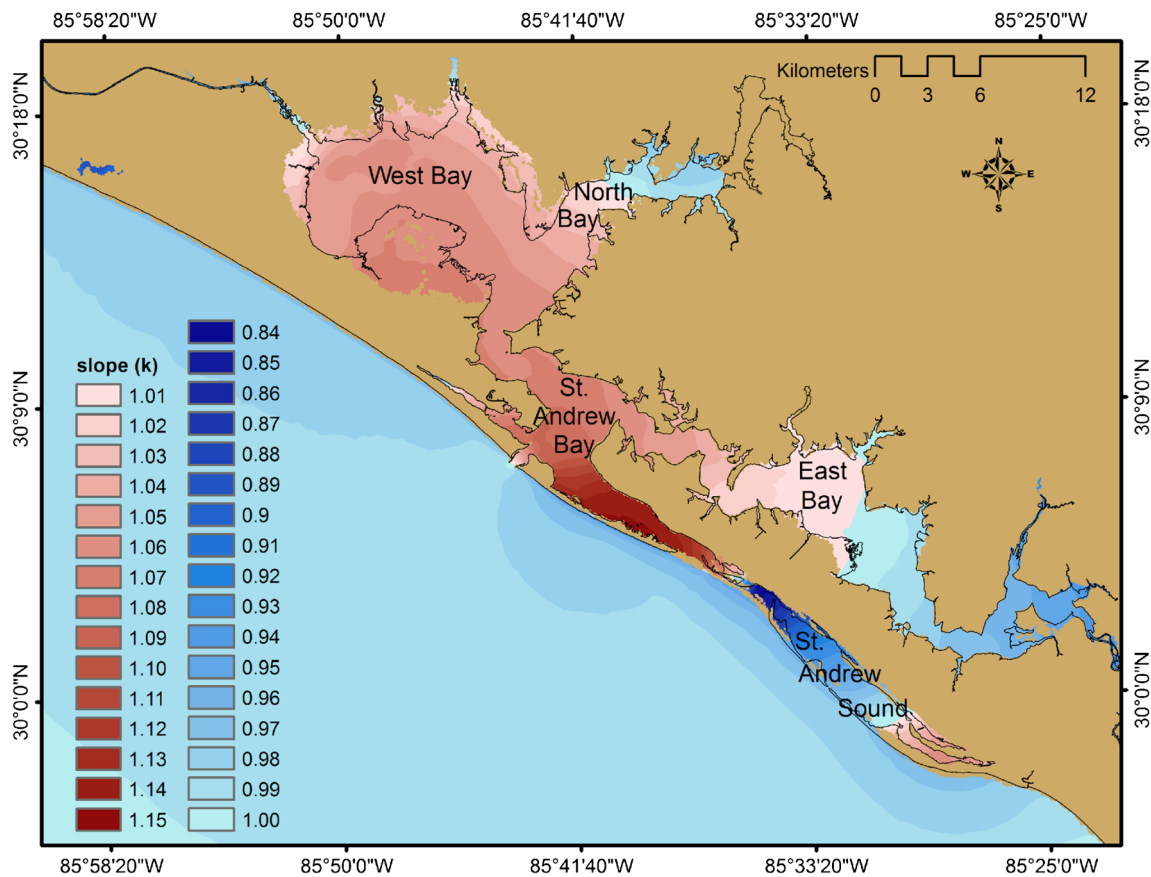 85°58'20"W 85°50'0"W 85°41'40"W 85°33'20"W 85°25'0"W
30°18'0"N
30°18'0"N
Kilometers
0 3 6 12
N
W E
S
West Bay
North
Bay
30°9'0"N
30°9'0"N
St.
Andrew
Bay
East
Bay
St.
Andrew
Sound
30°0'0"N
30°0'0"N
slope (k)
1.01
1.02
1.03
1.04
1.05
1.06
1.07
1.08
1.09
1.10
1.11
1.12
1.13
1.14
1.15
0.84
0.85
0.86
0.87
0.88
0.89
0.9
0.91
0.92
0.93
0.94
0.95
0.96
0.97
0.98
0.99
1.00
85°58'20"W 85°50'0"W 85°41'40"W 85°33'20"W 85°25'0"W